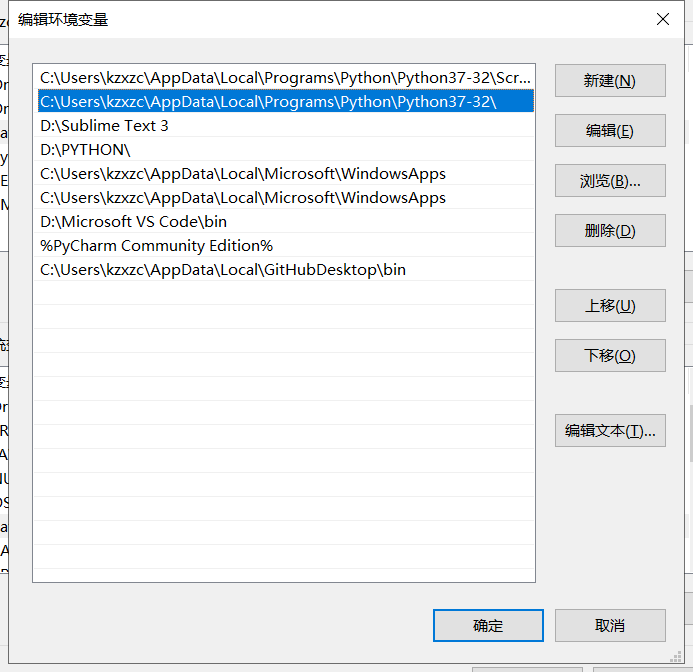 编辑环境变量
C:\Users\kzxzc\AppData\Local\Programs\Python\Python37-32\Scr...
C:\Users\kzxzc\AppData\Local\Programs\Python\Python37-32\
D:\Sublime Text 3
D:\PYTHON\
C:\Users\kzxzc\AppData\Local\Microsoft\WindowsApps
C:\Users\kzxzc\AppData\Local\Microsoft\WindowsApps
D:\Microsoft VS Code\bin
%PyCharm Community Edition%
C:\Users\kzxzc\AppData\Local\GitHubDesktop\bin
新建(N)
编辑(E)
浏览(B)...
删除(D)
上移(U)
下移(O)
编辑文本(T)...
确定
取消